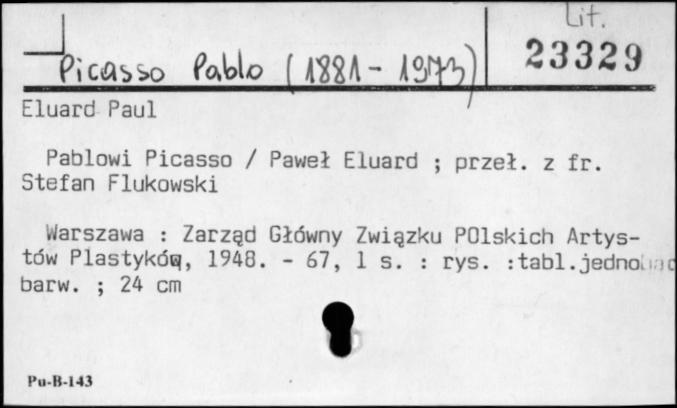 Lit.
23329
Picasso Pablo (1881-1973)
Eluard Paul
Pablowi Picasso / Paweł Eluard ; przeł. z fr.
Stefan Flukowski
Warszawa : Zarząd Główny Związku POlskich Artys-
tów Plastyków, 1948. - 67, 1 s. : rys. :tabl.jedno
barw. ; 24 cm
Pu-B-143